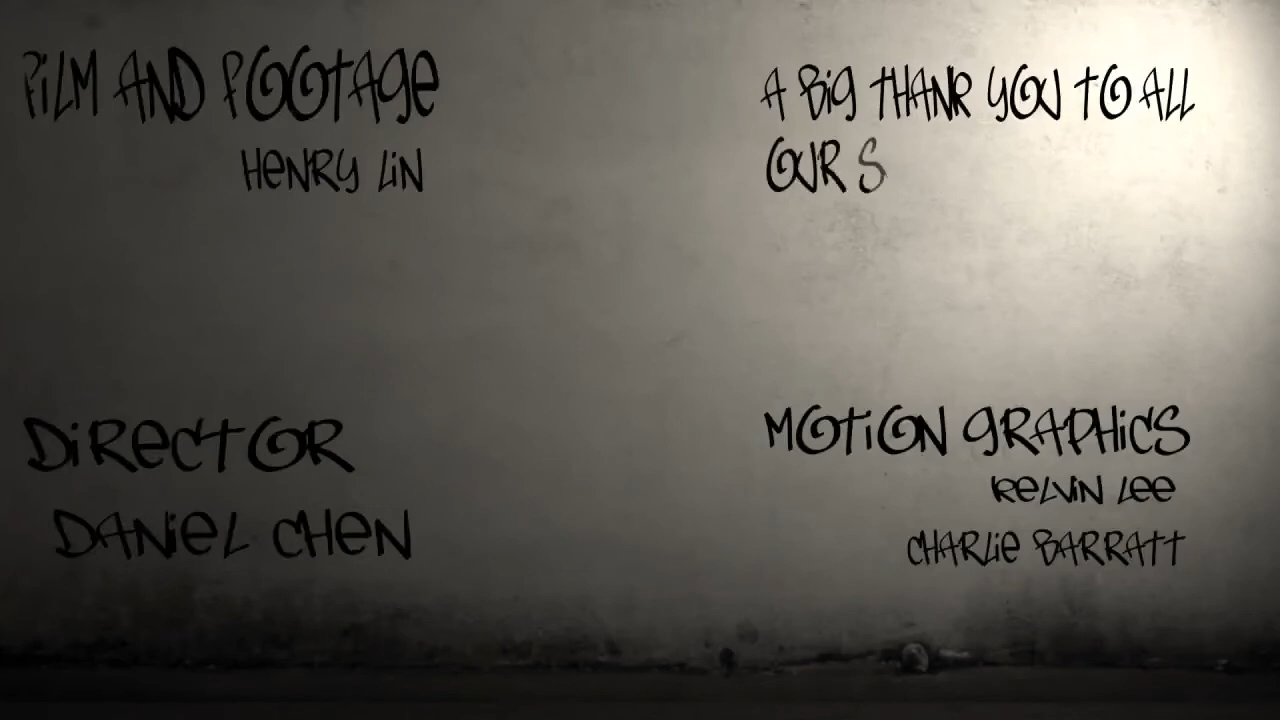 FiLM AND FOOTAGE
HENRY LiN
A BiG THANK YOU TO ALL
OUR S
DiRECTOR
DANiEL CHEN
MOTiON GRAPHiCS
KELViN LEE
CHARLiE BARRATT